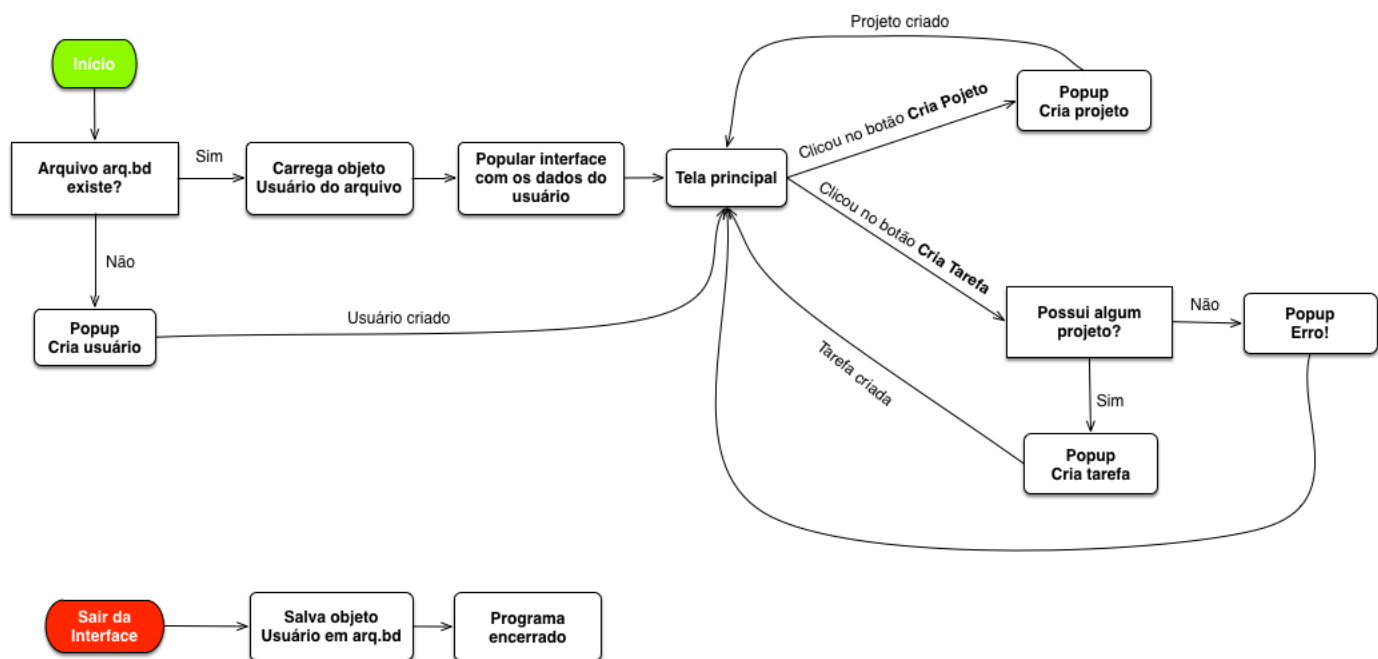 Projeto criado
Início
Popup
Cria projeto
Clicou no botão Cria Pojeto
Arquivo arq.bd
existe?
Sim
Carrega objeto
Usuário do arquivo
Popular interface
com os dados do
usuário
Tela principal
Clicou no botão Cria Tarefa
Não
Popup
Cria usuário
Usuário criado
Possui algum
projeto?
Não
Popup
Erro!
Tarefa criada
Sim
Popup
Cria tarefa
Sair da
Interface
Salva objeto
Usuário em arq.bd
Programa
encerrado